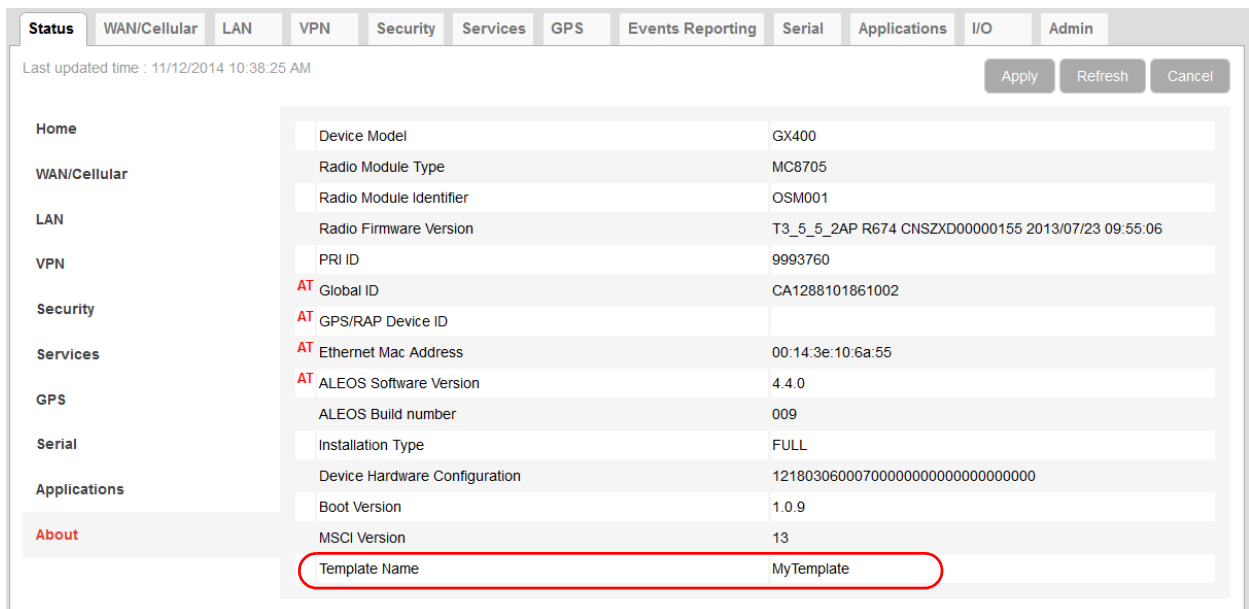 Status WAN/Cellular LAN VPN Security Services GPS Events Reporting Serial Applications I/O Admin
Last updated time : 11/12/2014 10:38:25 AM
Apply Refresh Cancel
Home
WAN/Cellular
LAN
VPN
Security
Services
GPS
Serial
Applications
About
Device Model GX400
Radio Module Type MC8705
Radio Module Identifier OSM001
Radio Firmware Version T3_5_5_2AP R674 CNSZXD00000155 2013/07/23 09:55:06
PRI ID 9993760
AT Global ID CA1288101861002
AT GPS/RAP Device ID
AT Ethernet Mac Address 00:14:3e:10:6a:55
AT ALEOS Software Version 4.4.0
ALEOS Build number 009
Installation Type FULL
Device Hardware Configuration 12180306000700000000000000000000
Boot Version 1.0.9
MSCI Version 13
Template Name MyTemplate